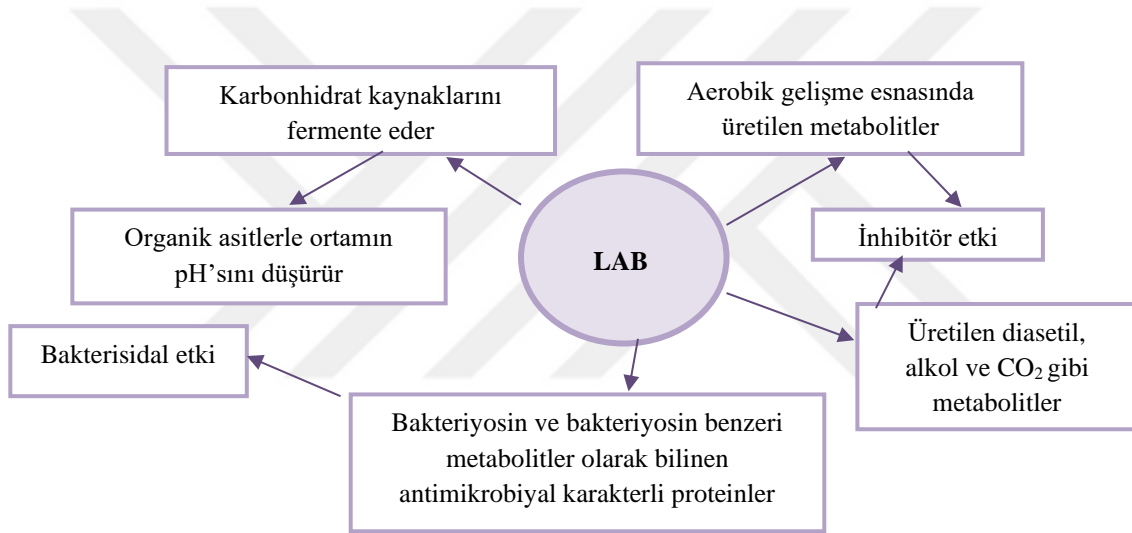 Karbonhidrat kaynaklarını
fermente eder
Aerobik gelişme esnasında
üretilen metabolitler
Organik asitlerle ortamın
pH’sını düşürür
LAB
İnhibitör etki
Bakterisidal etki
Üretilen diasetil,
alkol ve CO₂ gibi
metabolitler
Bakteriyosin ve bakteriyosin benzeri
metabolitler olarak bilinen
antimikrobiyal karakterli proteinler